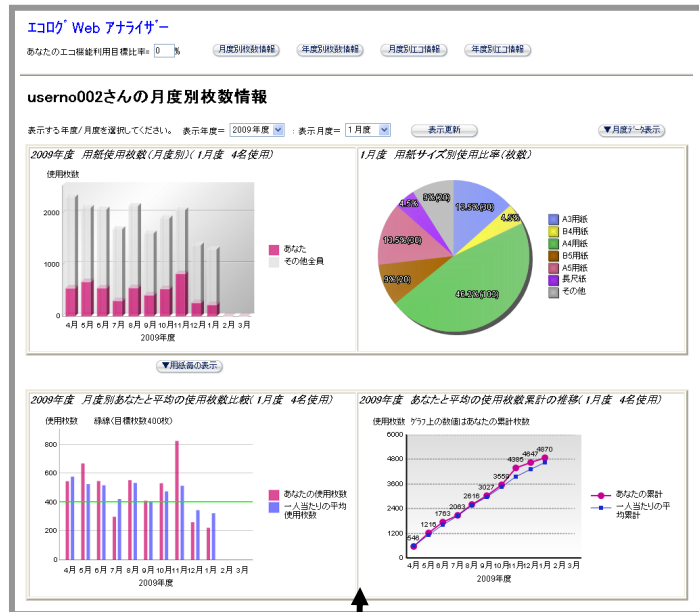 エコログ Web アナライザー
あなたのエコ機能利用目標比率= 0 %
月度別枚数情報 年度別枚数情報 月度別エコ情報 年度別エコ情報
userno002さんの月度別枚数情報
表示する年度/月度を選択してください。 表示年度= 2009年度 : 表示月度= 1月度 表示更新 ▼月度データ表示
2009年度 用紙使用枚数(月度別)( 1月度 4名使用)
使用枚数
2000
1000
0
4月 5月 6月 7月 8月 9月 10月 11月 12月 1月 2月 3月
2009年度
あなた
その他全員
1月度 用紙サイズ別使用比率(枚数)
13.5%(30)
4.5%
46.2%(102)
9%(20)
13.5%(30)
4.5%
9%(20)
A3用紙
B4用紙
A4用紙
B5用紙
A5用紙
長尺紙
その他
▼用紙毎の表示
2009年度 月度別あなたと平均の使用枚数比較( 1月度 4名使用)
使用枚数 緑線(目標枚数400枚)
800
600
400
200
0
4月 5月 6月 7月 8月 9月 10月 11月 12月 1月 2月 3月
2009年度
あなたの使用枚数
一人当たりの平均
使用枚数
2009年度 あなたと平均の使用枚数累計の推移( 1月度 4名使用)
使用枚数 グラフ上の数値はあなたの累計枚数
6000
4800
3600
2400
1200
0
546
1216
1763
2063
2616
3027
3559
4385
4647
4870
4月 5月 6月 7月 8月 9月 10月 11月 12月 1月 2月 3月
2009年度
あなたの累計
一人当たりの平
均累計